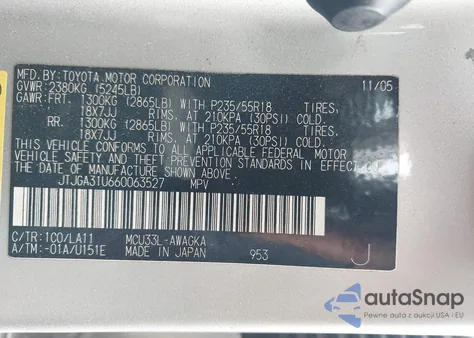 MFD.BY:TOYOTA MOTOR CORPORATION 11/05
GVWR:2380KG (5245LB)
GAWR:FRT. 1300KG (2865LB) WITH P235/55R18 TIRES,
18X7JJ RIMS, AT 210KPA (30PSI) COLD.
RR. 1300KG (2865LB) WITH P235/55R18 TIRES,
18X7JJ RIMS, AT 210KPA (30PSI) COLD.
THIS VEHICLE CONFORMS TO ALL APPLICABLE FEDERAL MOTOR
VEHICLE SAFETY AND THEFT PREVENTION STANDARDS IN EFFECT ON
THE DATE OF MANUFACTURE SHOWN ABOVE.
JTJGA31U660063527 MPV
C/TR:1C0/LA11 MCU33L-AWAGKA
A/TM:-01A/U151E MADE IN JAPAN 953 J
autoSnap
Pewne auta z aukcji USA i EU